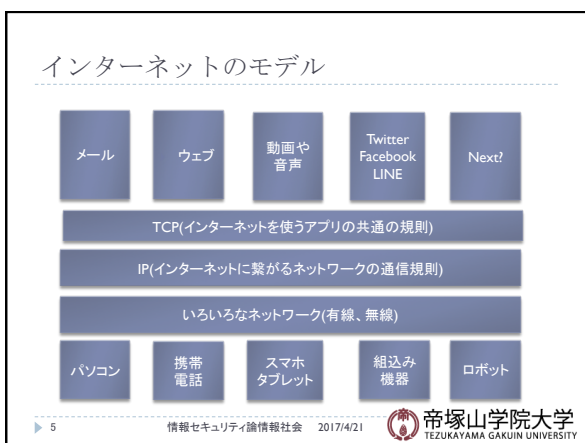 インターネットのモデル
メール
ウェブ
動画や
音声
Twitter
Facebook
LINE
Next?
TCP(インターネットを使うアプリの共通の規則)
IP(インターネットに繋がるネットワークの通信規則)
いろいろなネットワーク(有線、無線)
パソコン
携帯
電話
スマホ
タブレット
組込み
機器
ロボット
5
情報セキュリティ論情報社会 2017/4/21
帝塚山学院大学
TEZUKAYAMA GAKUIN UNIVERSITY